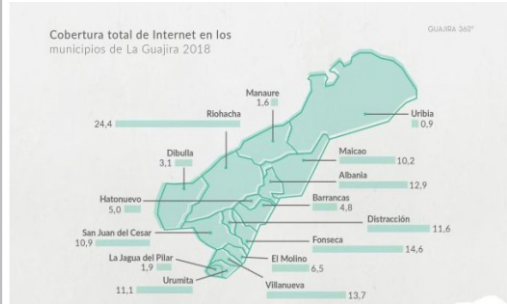 Cobertura total de Internet en los
municipios de La Guajira 2018
GUAJIRA 360°
Manaure
1,6
Riohacha
24,4
Uribia
0,9
Dibulla
3,1
Maicao
10,2
Albania
12,9
Hatonuevo
5,0
Barrancas
4,8
Distracción
11,6
San Juan del Cesar
10,9
Fonseca
14,6
La Jagua del Pilar
1,9
El Molino
6,5
Urumita
11,1
Villanueva
13,7